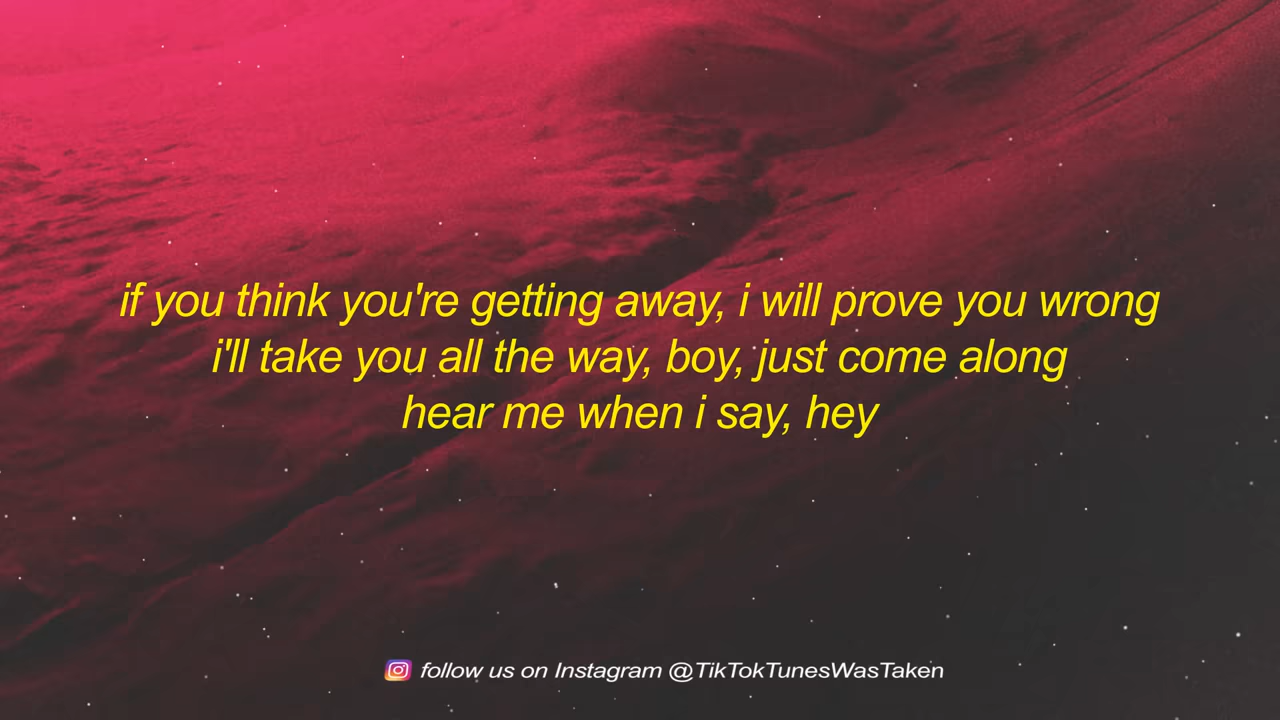 if you think you're getting away, i will prove you wrong
i'll take you all the way, boy, just come along
hear me when i say, hey
follow us on Instagram @TikTokTunesWasTaken